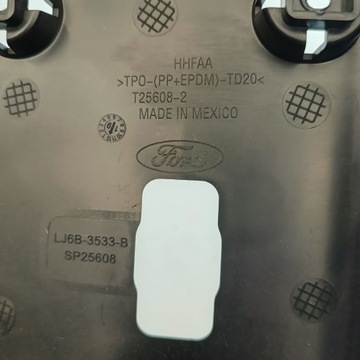 HHFAA
>TPO-(PP+EPDM)-TD20<
T25608-2
MADE IN MEXICO
Ford
LJ6B-3533-B
SP25608